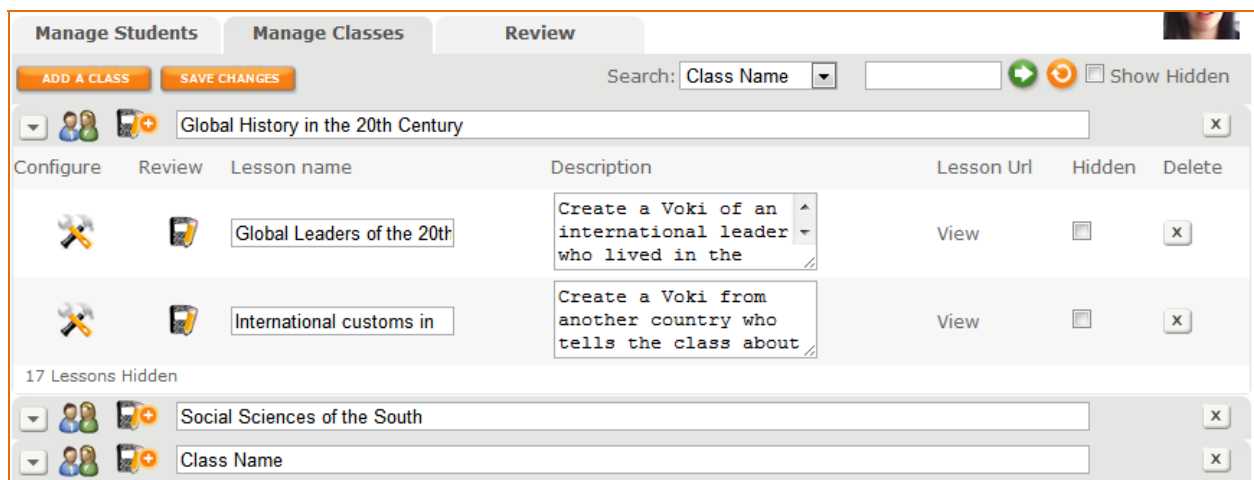 Manage Students Manage Classes Review
ADD A CLASS SAVE CHANGES Search: Class Name Show Hidden
Global History in the 20th Century x
Configure Review Lesson name Description Lesson Url Hidden Delete
Create a Voki of an
Global Leaders of the 20th international leader View x
who lived in the
Create a Voki from
International customs in another country who View x
tells the class about
17 Lessons Hidden
Social Sciences of the South x
Class Name x